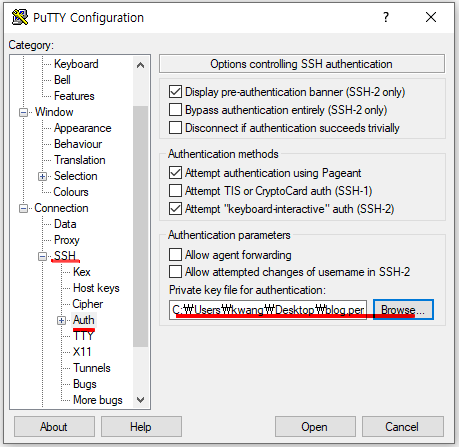 PuTTY Configuration
Category:
Keyboard
Bell
Features
Window
Appearance
Behaviour
Translation
Selection
Colours
Connection
Data
Proxy
SSH
Kex
Host keys
Cipher
Auth
TTY
X11
Tunnels
Bugs
More bugs
Options controlling SSH authentication
Display pre-authentication banner (SSH-2 only)
Bypass authentication entirely (SSH-2 only)
Disconnect if authentication succeeds trivially
Authentication methods
Attempt authentication using Pageant
Attempt TIS or CryptoCard auth (SSH-1)
Attempt "keyboard-interactive" auth (SSH-2)
Authentication parameters
Allow agent forwarding
Allow attempted changes of username in SSH-2
Private key file for authentication:
C:₩Users₩kwang₩Desktop₩blog.per Browse...
About Help Open Cancel